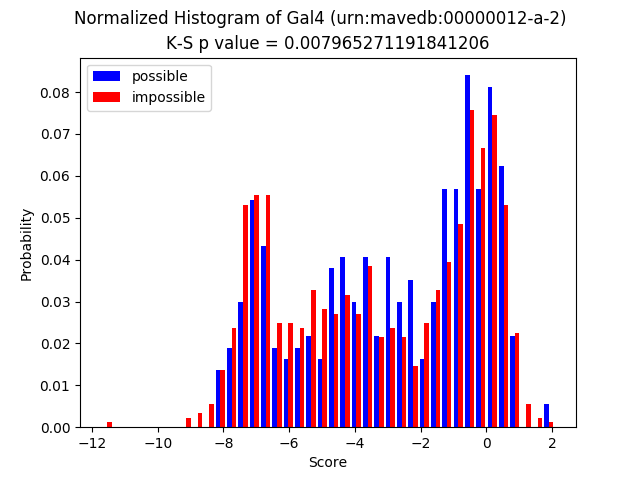 Normalized Histogram of Gal4 (urn:mavedb:00000012-a-2)
K-S p value = 0.007965271191841206
possible
impossible
0.08
0.07
0.06
0.05
0.04
0.03
0.02
0.01
0.00
Probability
−12
−10
−8
−6
−4
−2
0
2
Score